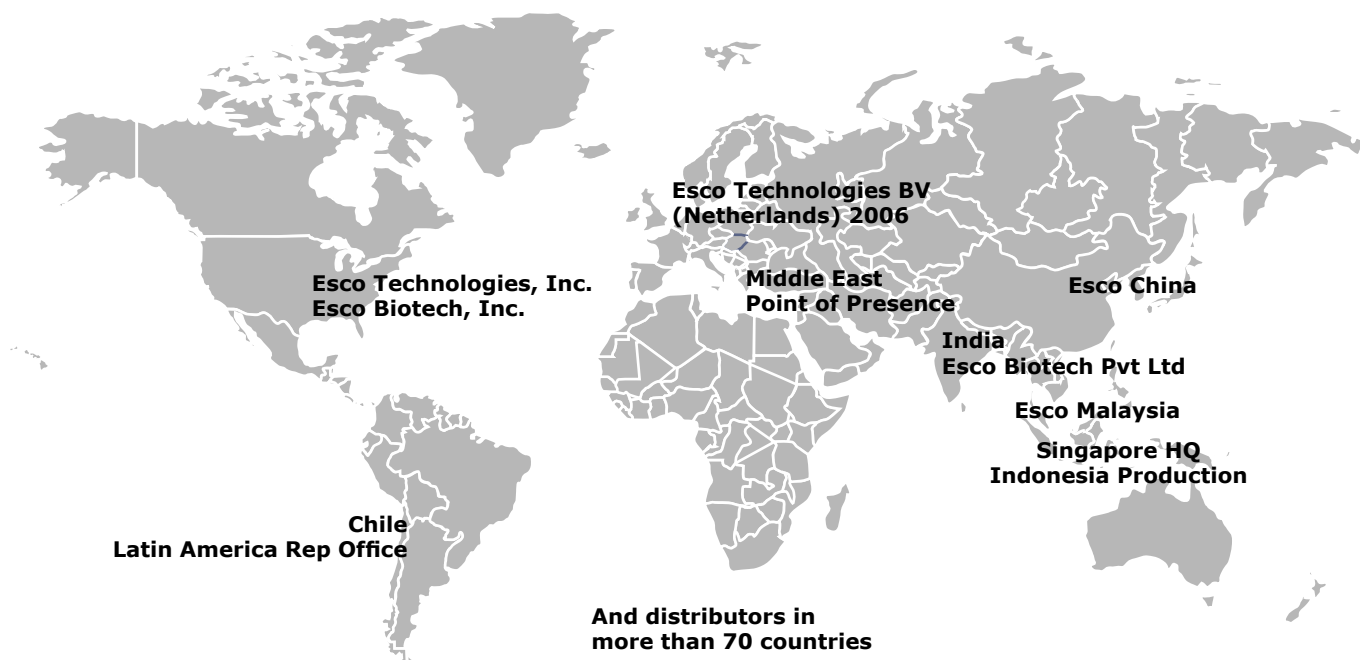 Esco Technologies BV
(Netherlands) 2006
Esco Technologies, Inc.
Esco Biotech, Inc.
Middle East
Point of Presence
Esco China
India
Esco Biotech Pvt Ltd
Esco Malaysia
Singapore HQ
Indonesia Production
Chile
Latin America Rep Office
And distributors in
more than 70 countries